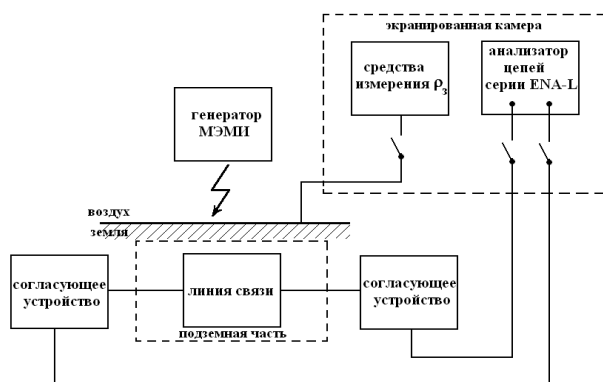 экранированная камера
средства
измерения ρ₃
анализатор
цепей
серии ENA-L
генератор
МЭМИ
воздух
земля
согласующее
устройство
линия связи
подземная часть
согласующее
устройство